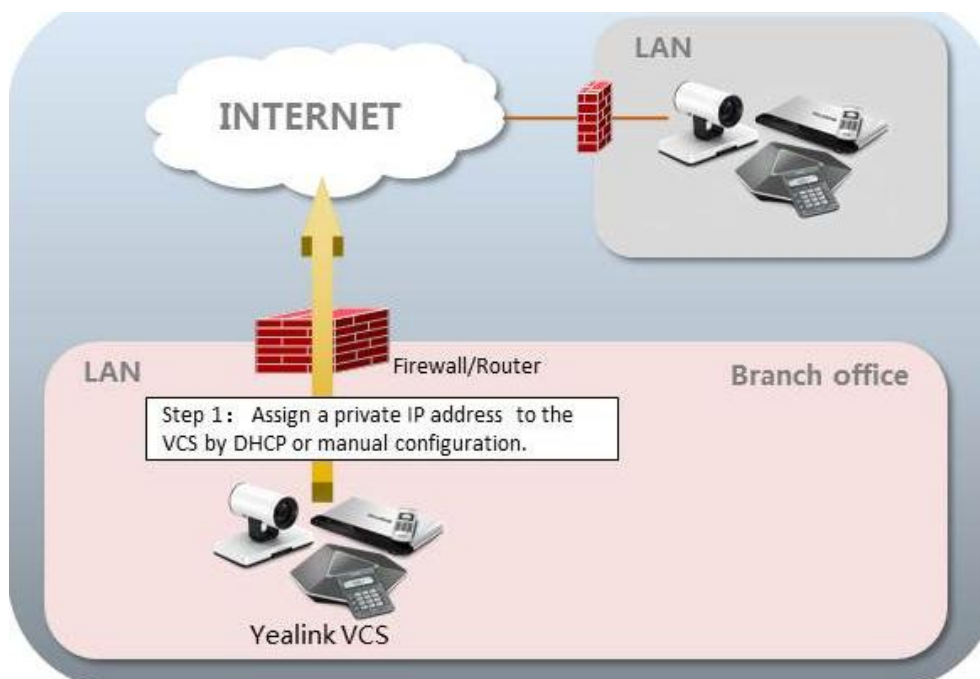 LAN
INTERNET
Firewall/Router
LAN
Branch office
Step 1： Assign a private IP address to the
VCS by DHCP or manual configuration.
Yealink VCS